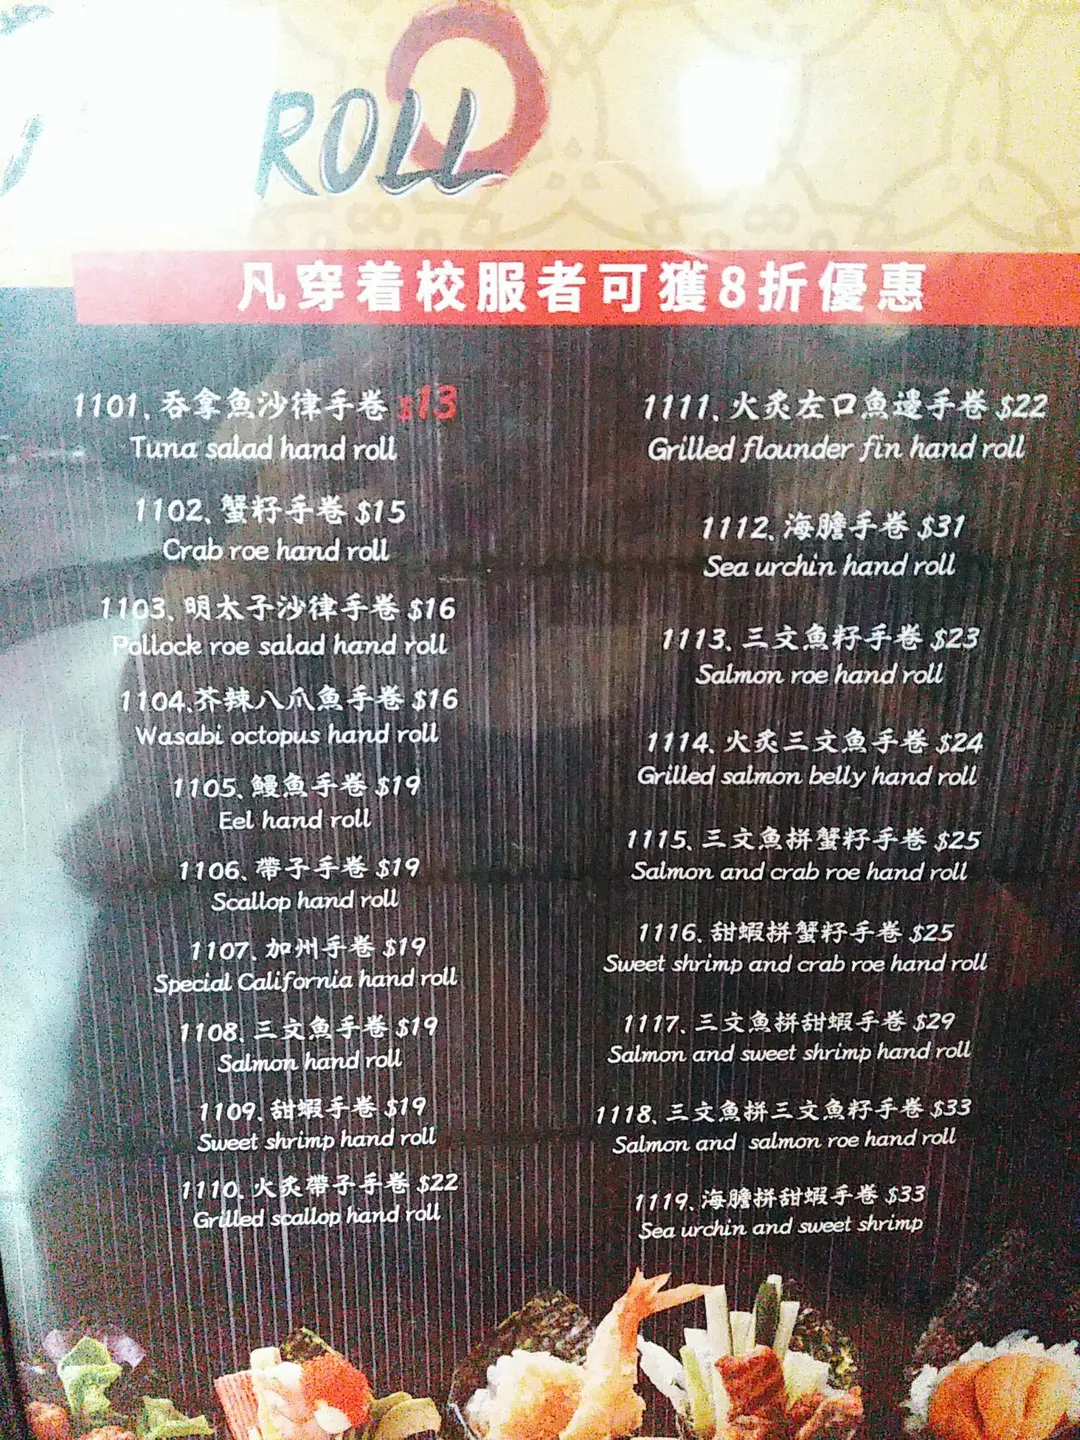 ROLL
凡穿着校服者可獲8折優惠
1101、吞拿魚沙律手卷 $13
Tuna salad hand roll
1102、蟹籽手卷 $15
Crab roe hand roll
1103、明太子沙律手卷 $16
Pollock roe salad hand roll
1104、芥辣八爪魚手卷 $16
Wasabi octopus hand roll
1105、鰻魚手卷 $19
Eel hand roll
1106、帶子手卷 $19
Scallop hand roll
1107、加州手卷 $19
Special California hand roll
1108、三文魚手卷 $19
Salmon hand roll
1109、甜蝦手卷 $19
Sweet shrimp hand roll
1110、火炙帶子手卷 $22
Grilled scallop hand roll
1111、火炙左口魚邊手卷 $22
Grilled flounder fin hand roll
1112、海膽手卷 $31
Sea urchin hand roll
1113、三文魚籽手卷 $23
Salmon roe hand roll
1114、火炙三文魚手卷 $24
Grilled salmon belly hand roll
1115、三文魚拼蟹籽手卷 $25
Salmon and crab roe hand roll
1116、甜蝦拼蟹籽手卷 $25
Sweet shrimp and crab roe hand roll
1117、三文魚拼甜蝦手卷 $29
Salmon and sweet shrimp hand roll
1118、三文魚拼三文魚籽手卷 $33
Salmon and salmon roe hand roll
1119、海膽拼甜蝦手卷 $33
Sea urchin and sweet shrimp